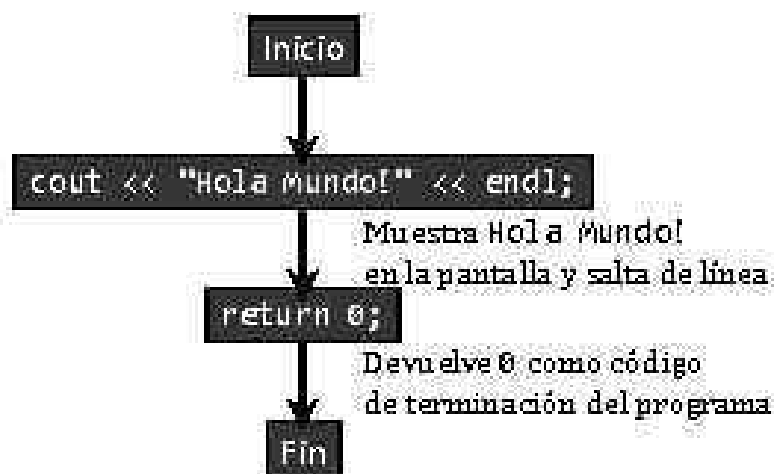 Inicio
cout << "Hola Mundo!" << endl;
Muestra Hola Mundo!
en la pantalla y salta de línea
return 0;
Devuelve 0 como código
de terminación del programa
Fin